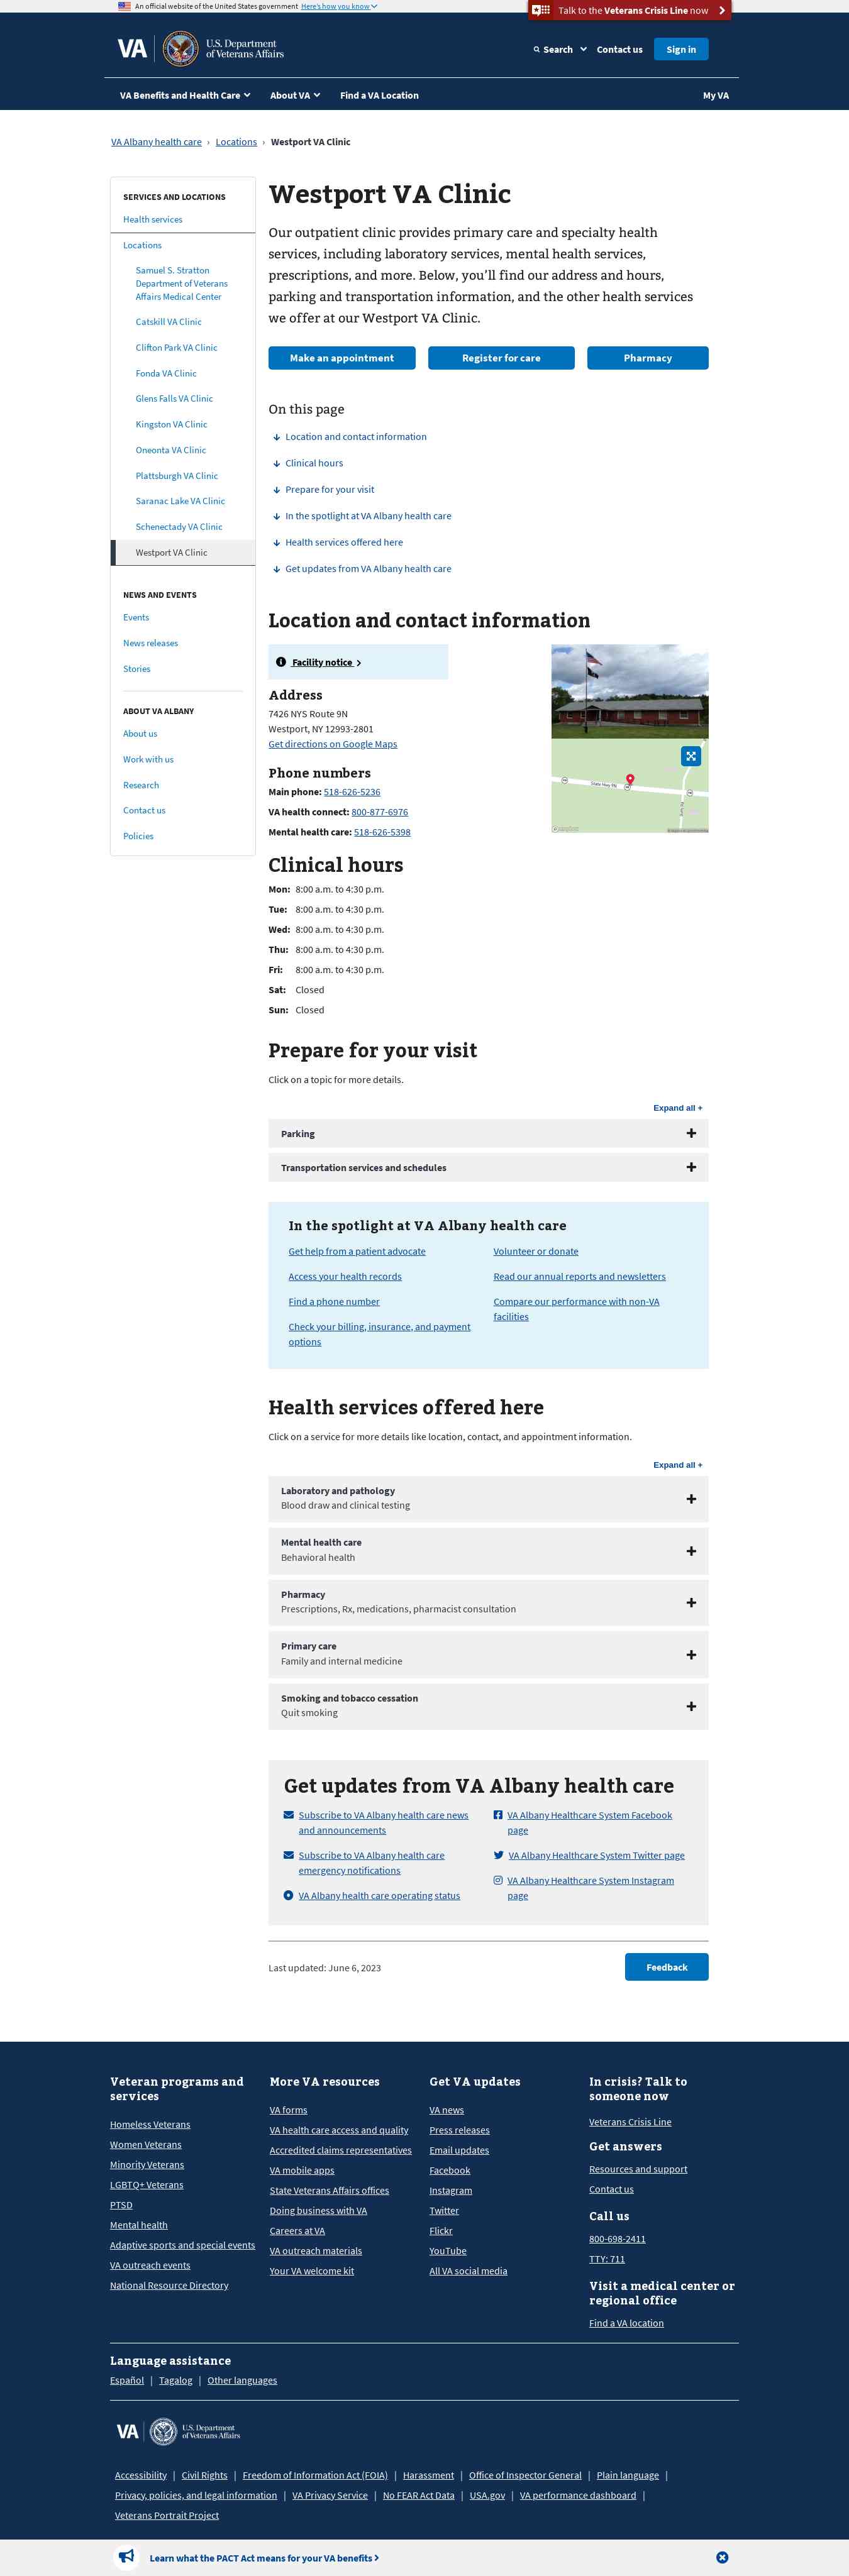 An official website of the United States government Here's how you know
Talk to the Veterans Crisis Line now
VA U.S. Department of Veterans Affairs
Search
Contact us
Sign in
VA Benefits and Health Care
About VA
Find a VA Location
My VA
VA Albany health care › Locations › Westport VA Clinic
SERVICES AND LOCATIONS
Health services
Locations
Samuel S. Stratton
Department of Veterans
Affairs Medical Center
Catskill VA Clinic
Clifton Park VA Clinic
Fonda VA Clinic
Glens Falls VA Clinic
Kingston VA Clinic
Oneonta VA Clinic
Plattsburgh VA Clinic
Saranac Lake VA Clinic
Schenectady VA Clinic
Westport VA Clinic
NEWS AND EVENTS
Events
News releases
Stories
ABOUT VA ALBANY
About us
Work with us
Research
Contact us
Policies
Westport VA Clinic
Our outpatient clinic provides primary care and specialty health
services, including laboratory services, mental health services,
prescriptions, and more. Below, you'll find our address and hours,
parking and transportation information, and the other health services
we offer at our Westport VA Clinic.
Make an appointment
Register for care
Pharmacy
On this page
Location and contact information
Clinical hours
Prepare for your visit
In the spotlight at VA Albany health care
Health services offered here
Get updates from VA Albany health care
Location and contact information
Facility notice
Address
7426 NYS Route 9N
Westport, NY 12993-2801
Get directions on Google Maps
Phone numbers
Main phone: 518-626-5236
VA health connect: 800-877-6976
Mental health care: 518-626-5398
State Hwy 9N
mapbox
Clinical hours
Mon: 8:00 a.m. to 4:30 p.m.
Tue: 8:00 a.m. to 4:30 p.m.
Wed: 8:00 a.m. to 4:30 p.m.
Thu: 8:00 a.m. to 4:30 p.m.
Fri: 8:00 a.m. to 4:30 p.m.
Sat: Closed
Sun: Closed
Prepare for your visit
Click on a topic for more details.
Expand all +
Parking
Transportation services and schedules
In the spotlight at VA Albany health care
Get help from a patient advocate
Access your health records
Find a phone number
Check your billing, insurance, and payment
options
Volunteer or donate
Read our annual reports and newsletters
Compare our performance with non-VA
facilities
Health services offered here
Click on a service for more details like location, contact, and appointment information.
Expand all +
Laboratory and pathology
Blood draw and clinical testing
Mental health care
Behavioral health
Pharmacy
Prescriptions, Rx, medications, pharmacist consultation
Primary care
Family and internal medicine
Smoking and tobacco cessation
Quit smoking
Get updates from VA Albany health care
Subscribe to VA Albany health care news
and announcements
Subscribe to VA Albany health care
emergency notifications
VA Albany health care operating status
VA Albany Healthcare System Facebook
page
VA Albany Healthcare System Twitter page
VA Albany Healthcare System Instagram
page
Last updated: June 6, 2023
Feedback
Veteran programs and
services
Homeless Veterans
Women Veterans
Minority Veterans
LGBTQ+ Veterans
PTSD
Mental health
Adaptive sports and special events
VA outreach events
National Resource Directory
More VA resources
VA forms
VA health care access and quality
Accredited claims representatives
VA mobile apps
State Veterans Affairs offices
Doing business with VA
Careers at VA
VA outreach materials
Your VA welcome kit
Get VA updates
VA news
Press releases
Email updates
Facebook
Instagram
Twitter
Flickr
YouTube
All VA social media
In crisis? Talk to
someone now
Veterans Crisis Line
Get answers
Resources and support
Contact us
Call us
800-698-2411
TTY: 711
Visit a medical center or
regional office
Find a VA location
Language assistance
Español | Tagalog | Other languages
VA U.S. Department of Veterans Affairs
Accessibility | Civil Rights | Freedom of Information Act (FOIA) | Harassment | Office of Inspector General | Plain language |
Privacy, policies, and legal information | VA Privacy Service | No FEAR Act Data | USA.gov | VA performance dashboard |
Veterans Portrait Project
Learn what the PACT Act means for your VA benefits